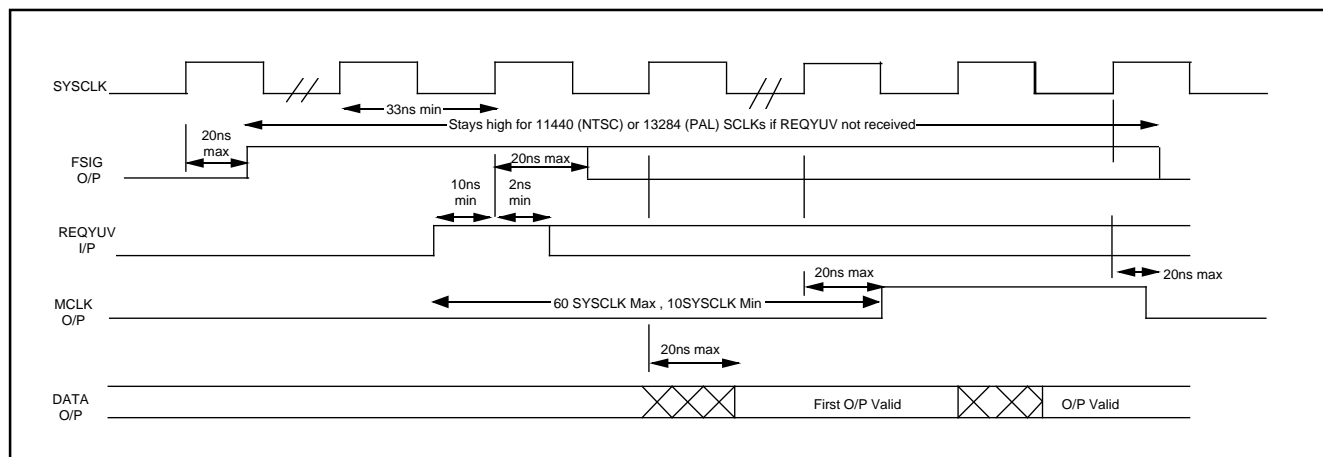 SYSCLK
33ns min
Stays high for 11440 (NTSC) or 13284 (PAL) SCLKs if REQYUV not received
20ns
max
FSIG
O/P
20ns max
10ns
min
2ns
min
REQYUV
I/P
20ns max
20ns max
60 SYSCLK Max , 10SYSCLK Min
MCLK
O/P
20ns max
DATA
O/P
First O/P Valid
O/P Valid